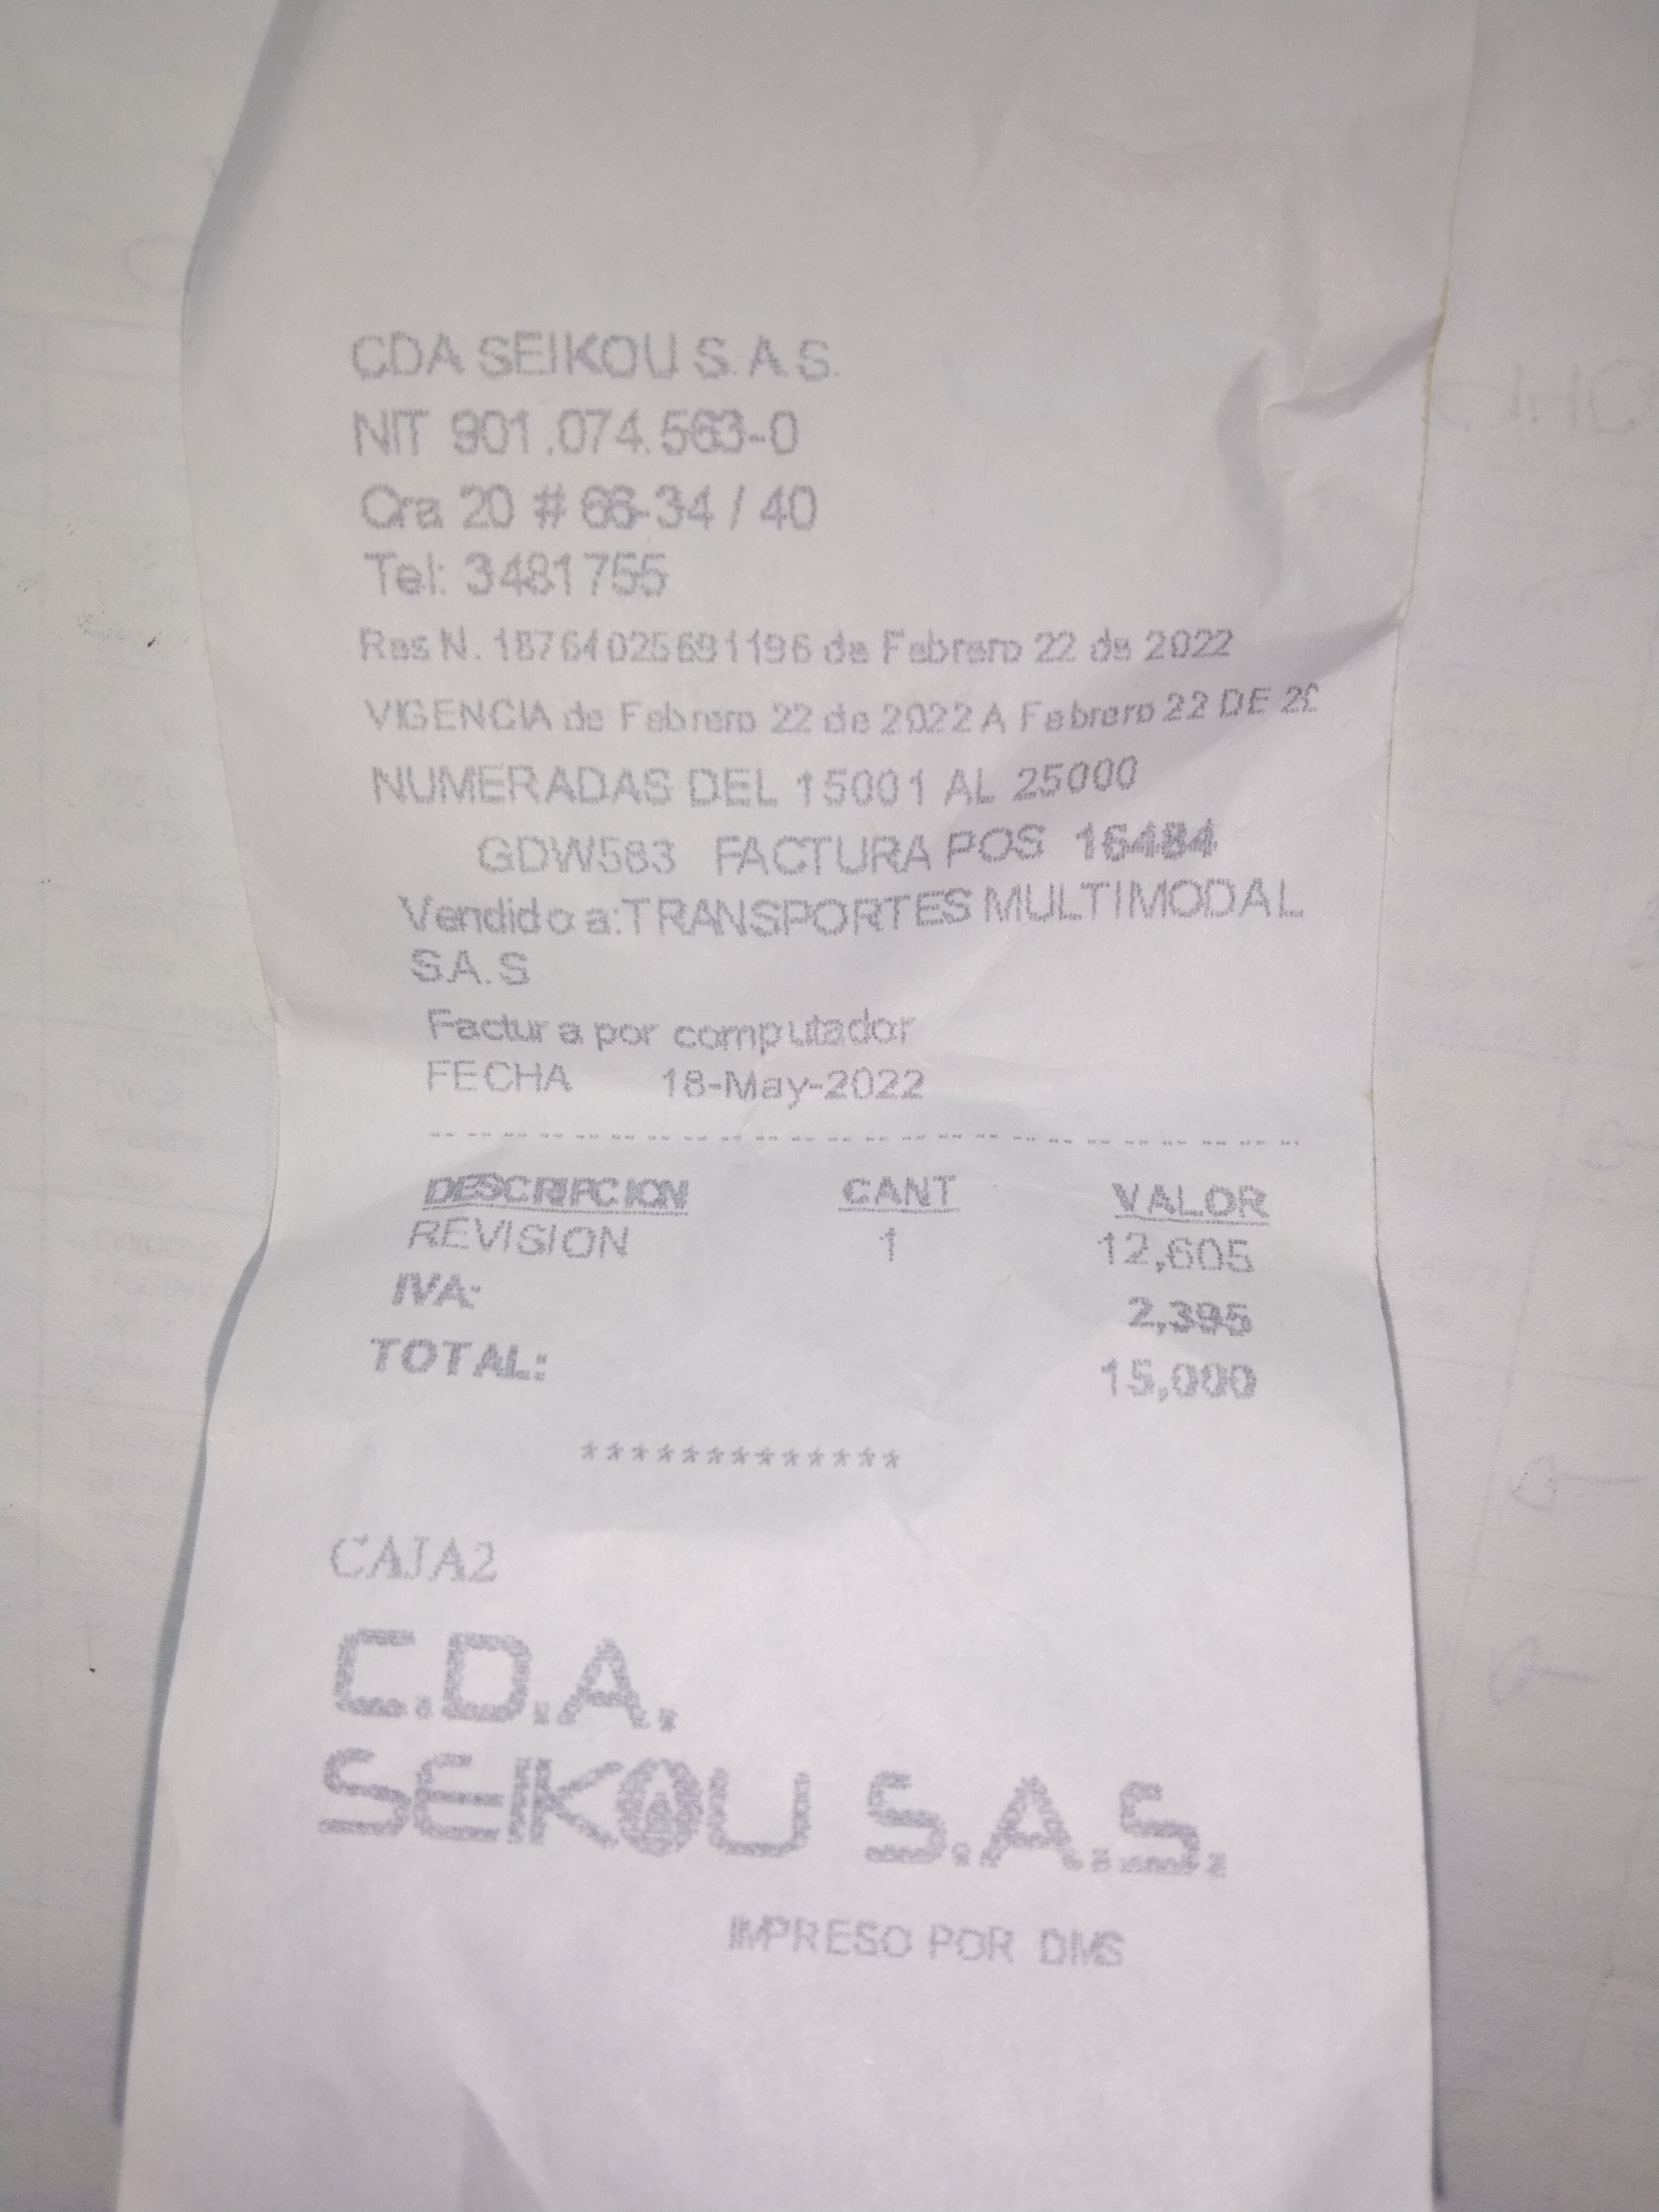 CDA SEIKOU S.A.S.
NIT 901.074.563-0
Cra 20 # 66-34 / 40
Tel: 3481755
Res N. 18764025691196 de Febrero 22 de 2022
VIGENCIA de Febrero 22 de 2022 A Febrero 22 DE 20
NUMERADAS DEL 15001 AL 25000
GDW583 FACTURA POS 16484
Vendido a:TRANSPORTES MULTIMODAL
S.A.S
Factura por computador
FECHA 18-May-2022
DESCRIPCION CANT VALOR
REVISION 1 12,605
IVA: 2,395
TOTAL: 15,000
*************
CAJA2
C.D.A.
SEIKOU S.A.S.
IMPRESO POR DMS